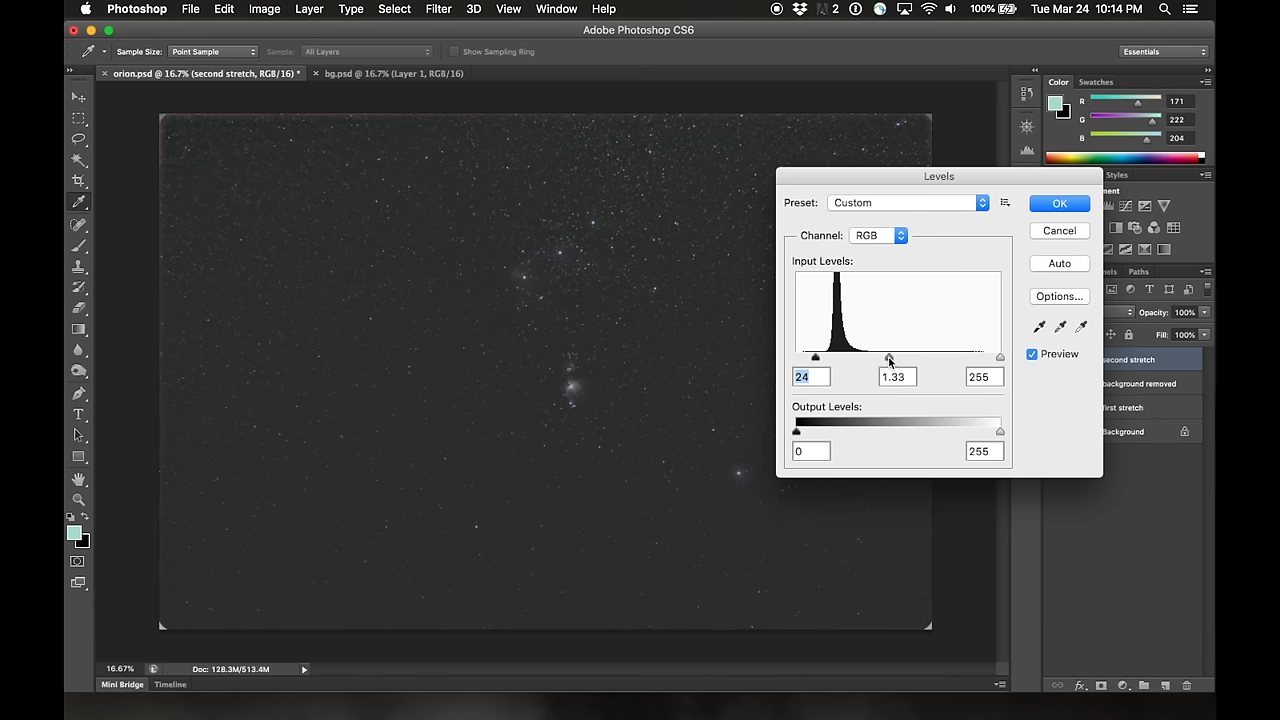 Photoshop File Edit Image Layer Type Select Filter 3D View Window Help 2 100% Tue Mar 24 10:14 PM
Adobe Photoshop CS6
Sample Size: Point Sample Sample: All Layers Show Sampling Ring Essentials
orion.psd @ 16.7% (second stretch, RGB/16) * bg.psd @ 16.7% (Layer 1, RGB/16)
Color Swatches
R 171
G 222
B 204
Levels
Styles
Preset: Custom OK
Channel: RGB Cancel
Input Levels:
Auto
Paths
Options...
Opacity: 100%
Fill: 100%
Preview
second stretch
24 1.33 255
background removed
Output Levels:
first stretch
Background
0 255
16.67% Doc: 128.3M/513.4M
Mini Bridge Timeline
fx